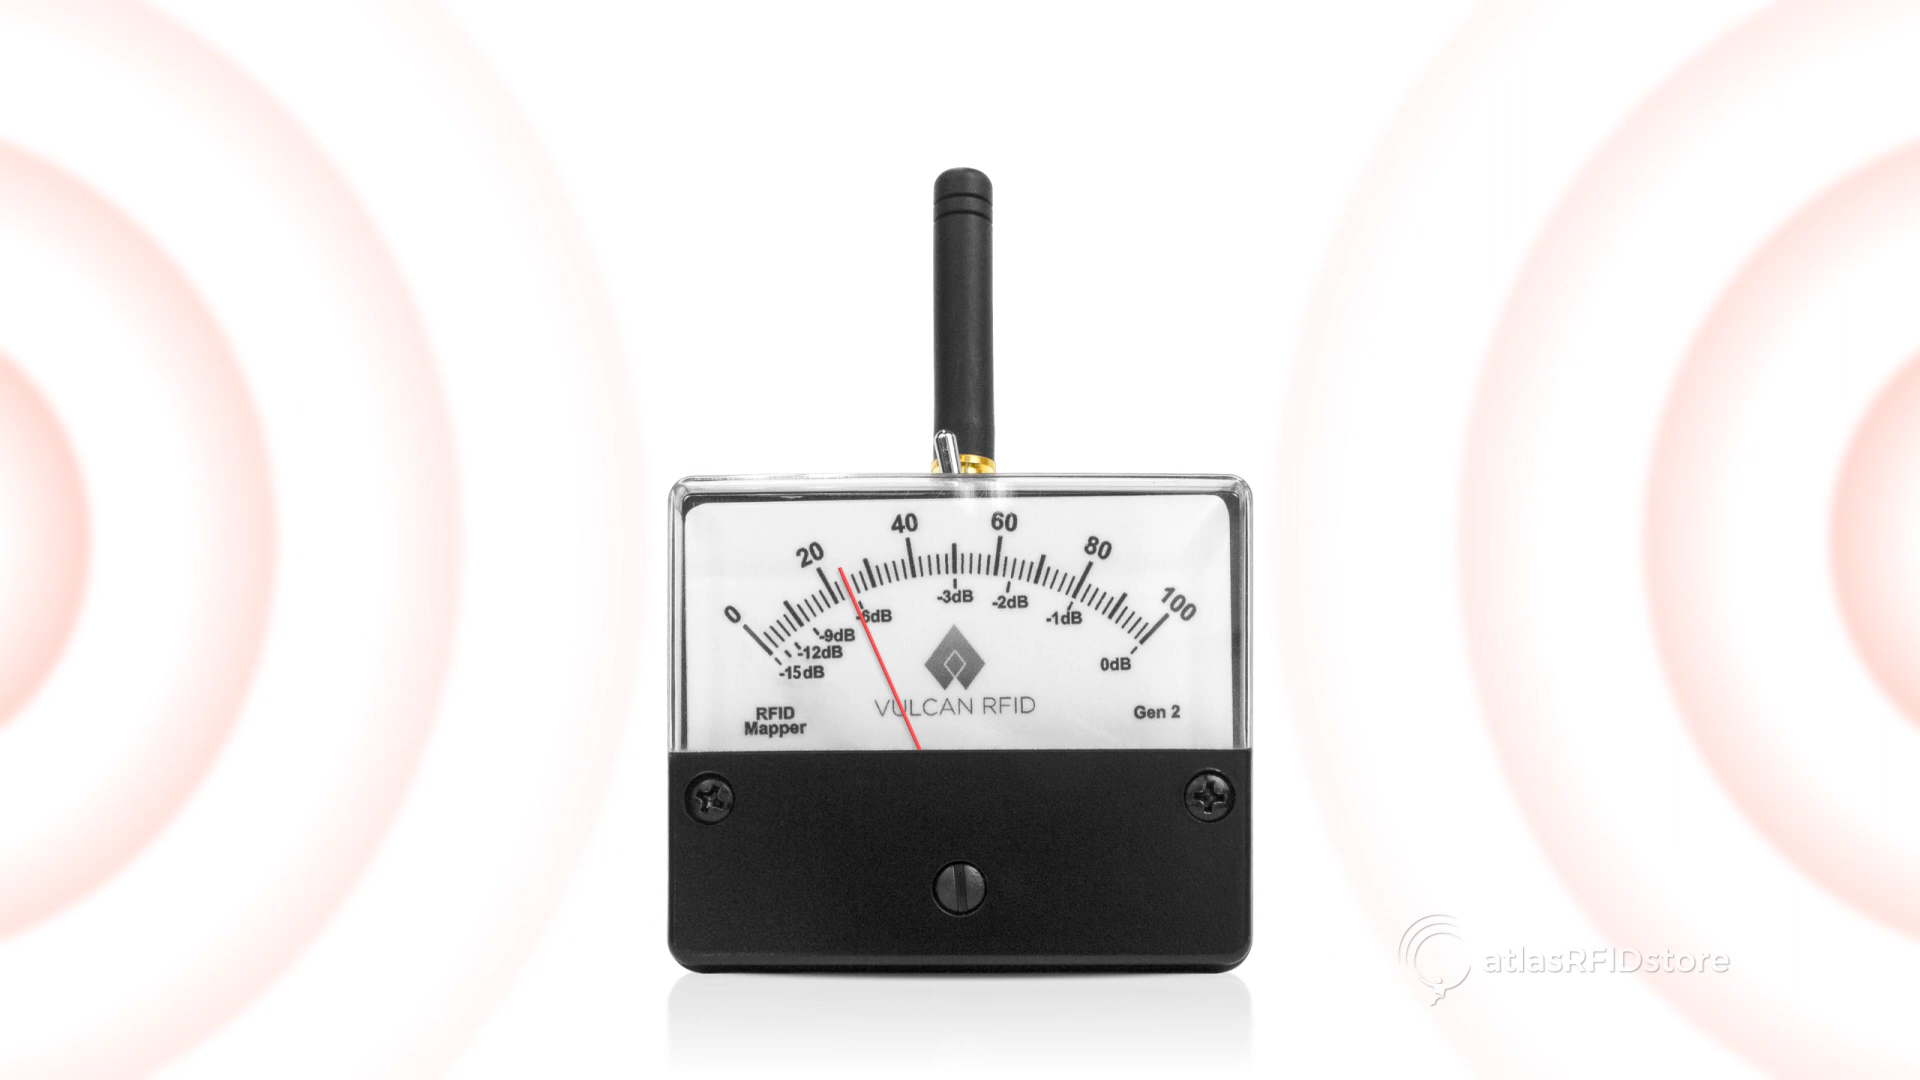 0
20
40
60
80
100
-15dB
-12dB
-9dB
-6dB
-3dB
-2dB
-1dB
0dB
VULCAN RFID
RFID
Mapper
Gen 2
atlasRFIDstore